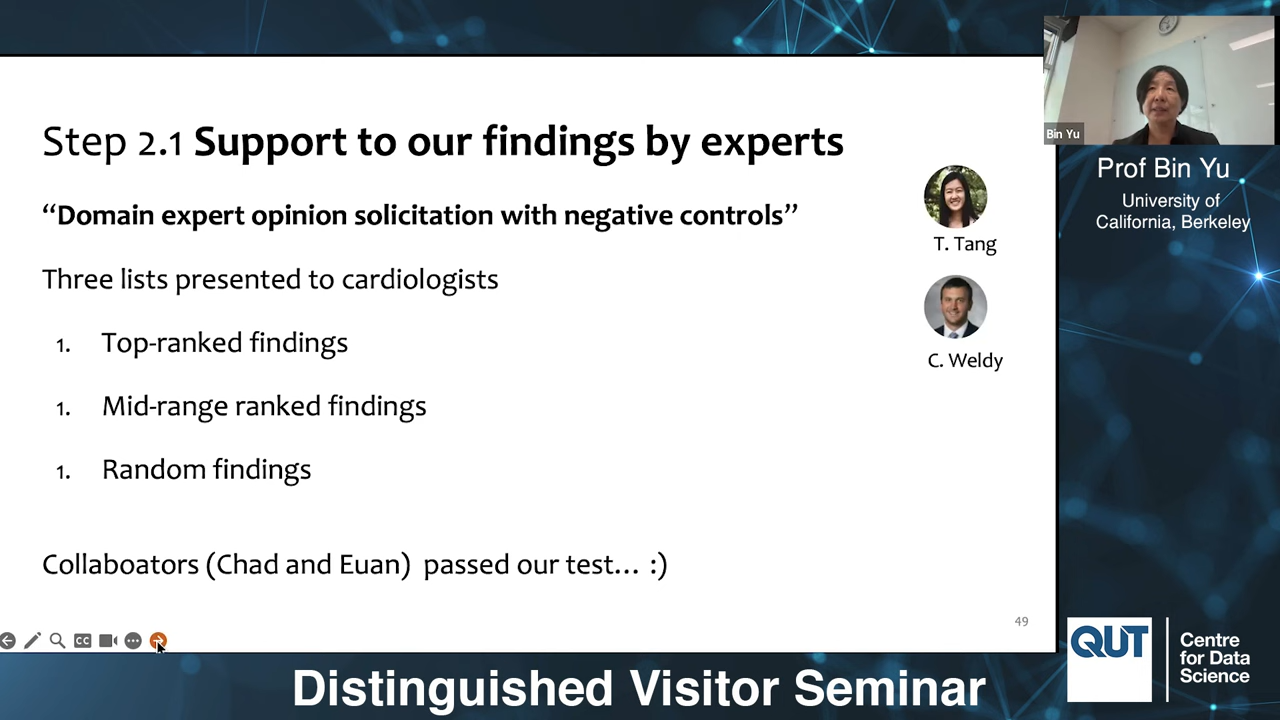 Step 2.1 Support to our findings by experts
“Domain expert opinion solicitation with negative controls”
Three lists presented to cardiologists
1. Top-ranked findings
1. Mid-range ranked findings
1. Random findings
Collaboators (Chad and Euan) passed our test... :)
T. Tang
C. Weldy
49
CC
Bin Yu
Prof Bin Yu
University of
California, Berkeley
QUT
Centre
for Data
Science
Distinguished Visitor Seminar